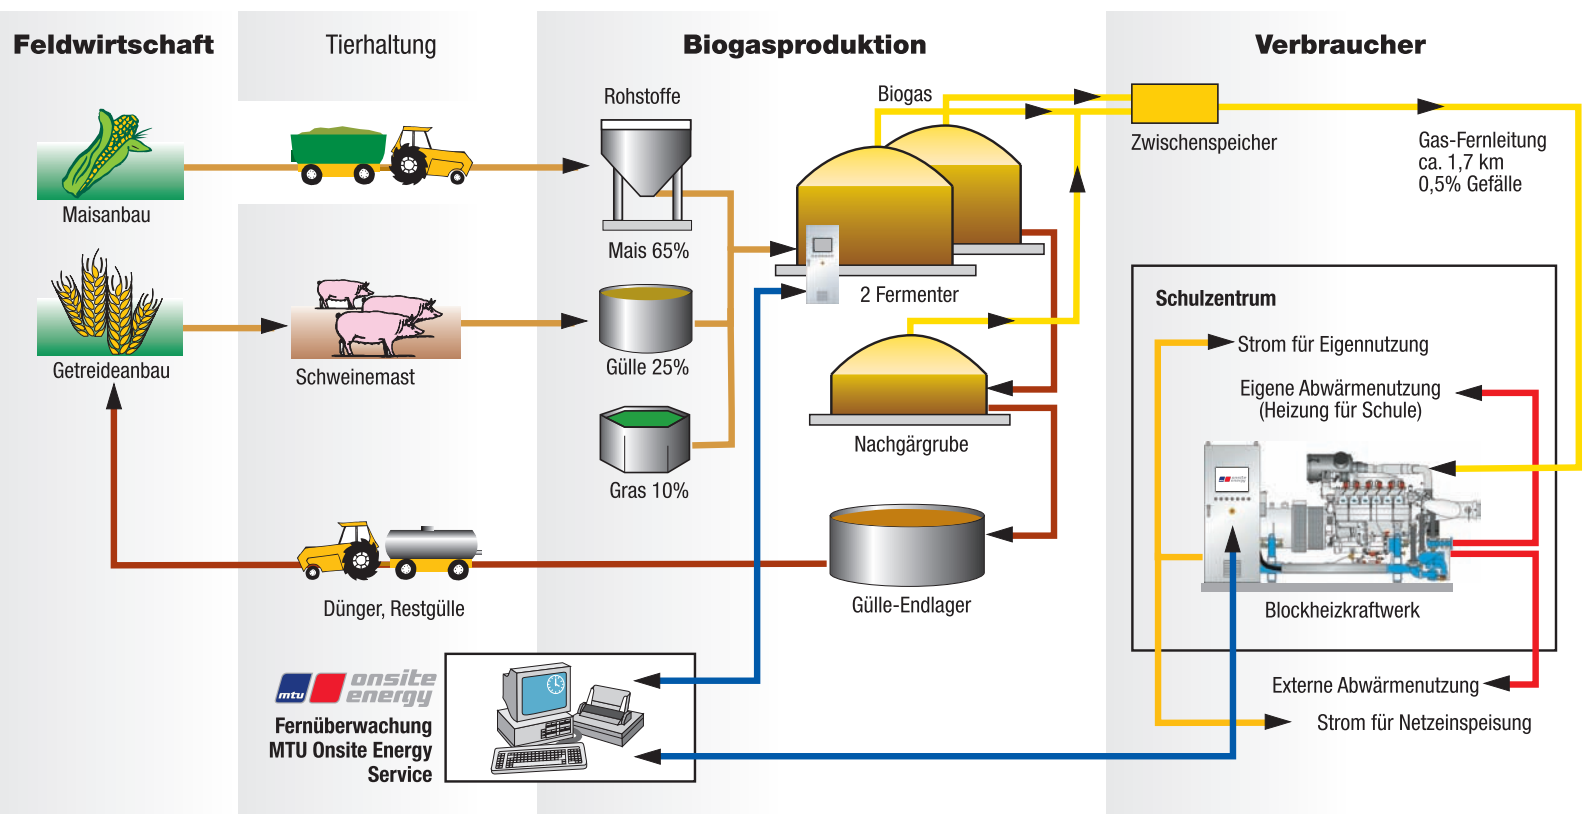 Feldwirtschaft
Tierhaltung
Biogasproduktion
Verbraucher
Maisanbau
Getreideanbau
Schweinemast
Rohstoffe
Mais 65%
Gülle 25%
Gras 10%
Biogas
2 Fermenter
Nachgärgrube
Gülle-Endlager
Dünger, Restgülle
Zwischenspeicher
Gas-Fernleitung
ca. 1,7 km
0,5% Gefälle
Schulzentrum
Strom für Eigennutzung
Eigene Abwärmenutzung
(Heizung für Schule)
onsite
energy
Blockheizkraftwerk
Externe Abwärmenutzung
Strom für Netzeinspeisung
mtu
onsite
energy
Fernüberwachung
MTU Onsite Energy
Service